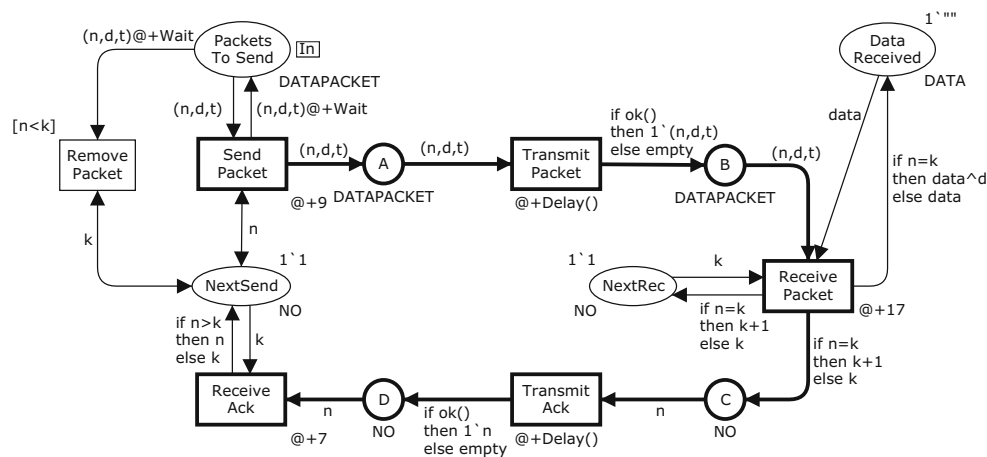 (n,d,t)@+Wait
Packets
To Send
In
DATAPACKET
1`""
Data
Received
DATA
(n,d,t)
(n,d,t)@+Wait
data
[n<k]
Remove
Packet
Send
Packet
@+9
(n,d,t)
A
DATAPACKET
(n,d,t)
Transmit
Packet
@+Delay()
if ok()
then 1`(n,d,t)
else empty
B
DATAPACKET
(n,d,t)
if n=k
then data^d
else data
k
n
1`1
NextSend
NO
1`1
NextRec
NO
k
if n=k
then k+1
else k
Receive
Packet
@+17
if n>k
then n
else k
k
if n=k
then k+1
else k
Receive
Ack
@+7
n
D
NO
if ok()
then 1`n
else empty
Transmit
Ack
@+Delay()
n
C
NO